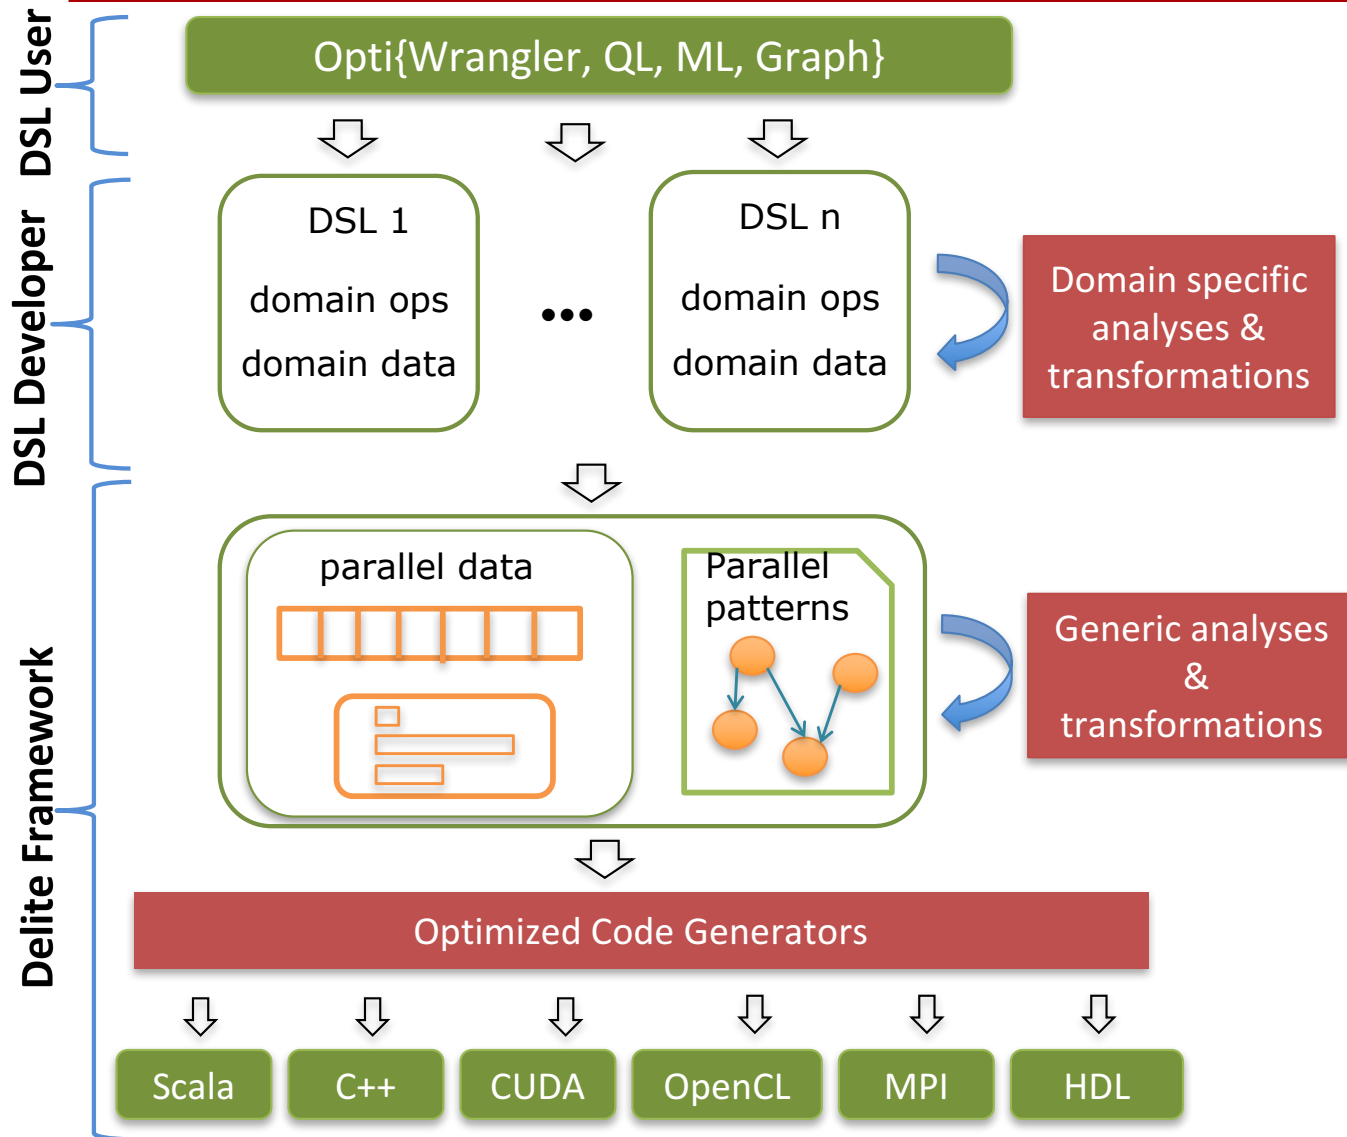 DSL User
Opti{Wrangler, QL, ML, Graph}
DSL Developer
DSL 1
domain ops
domain data
•••
DSL n
domain ops
domain data
Domain specific
analyses &
transformations
Delite Framework
parallel data
Parallel
patterns
Generic analyses
&
transformations
Optimized Code Generators
Scala
C++
CUDA
OpenCL
MPI
HDL